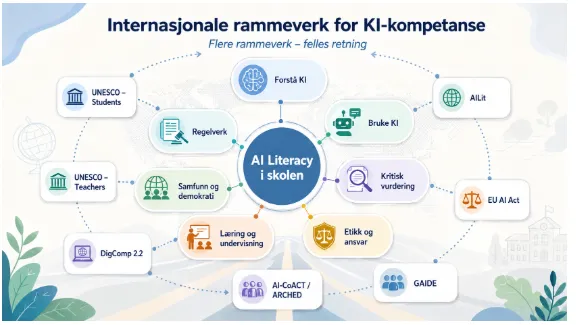 Internasjonale rammeverk for KI-kompetanse
Flere rammeverk – felles retning
Forstå KI
UNESCO –
Students
AILit
Regelverk
Bruke KI
AI Literacy
i skolen
UNESCO –
Teachers
Samfunn og
demokrati
Kritisk
vurdering
EU AI Act
Læring og
undervisning
Etikk og
ansvar
DigComp 2.2
AI-CoACT /
ARCHED
GAIDE